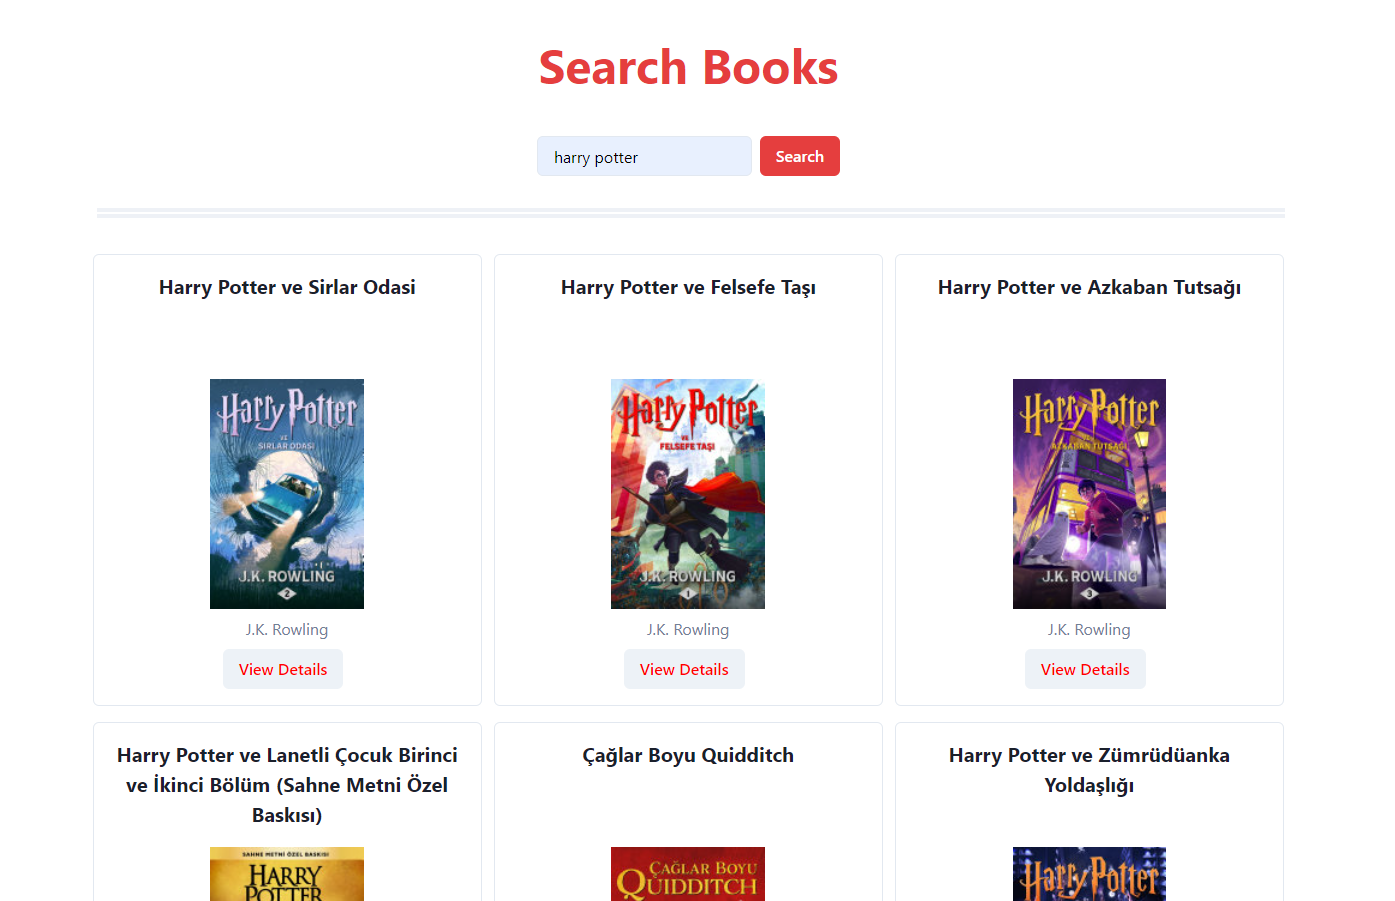 Search Books
harry potter
Search
Harry Potter ve Sirlar Odasi
Harry Potter ve Felsefe Taşı
Harry Potter ve Azkaban Tutsağı
Harry Potter
VE
SIRLAR ODASI
J.K. ROWLING
2
Harry Potter
VE
FELSEFE TAŞI
J.K. ROWLING
1
Harry Potter
VE
AZKABAN TUTSAĞI
J.K. ROWLING
3
J.K. Rowling
J.K. Rowling
J.K. Rowling
View Details
View Details
View Details
Harry Potter ve Lanetli Çocuk Birinci
ve İkinci Bölüm (Sahne Metni Özel
Baskısı)
Çağlar Boyu Quidditch
Harry Potter ve Zümrüdüanka
Yoldaşlığı
SAHNE METNİ ÖZEL BASKISI
HARRY
POTTER
ÇAĞLAR BOYU
QUIDDITCH
Harry Potter